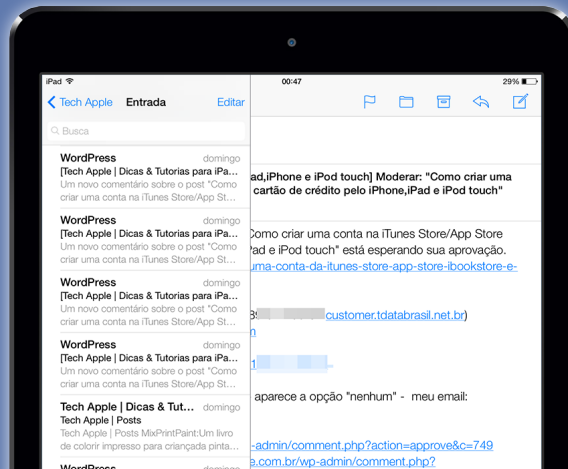 iPad
00:47
29%
Tech Apple
Entrada
Editar
Busca
WordPress domingo
[Tech Apple | Dicas & Tutorias para iPa...
Um novo comentário sobre o post "Como
criar uma conta na iTunes Store/App St...
WordPress domingo
[Tech Apple | Dicas & Tutorias para iPa...
Um novo comentário sobre o post "Como
criar uma conta na iTunes Store/App St...
WordPress domingo
[Tech Apple | Dicas & Tutorias para iPa...
Um novo comentário sobre o post "Como
criar uma conta na iTunes Store/App St...
WordPress domingo
[Tech Apple | Dicas & Tutorias para iPa...
Um novo comentário sobre o post "Como
criar uma conta na iTunes Store/App St...
Tech Apple | Dicas & Tut... domingo
Tech Apple | Posts
Tech Apple | Posts MixPrintPaint:Um livro
de colorir impresso para criançada pinta...
WordPress domingo
ad,iPhone e iPod touch] Moderar: "Como criar uma
cartão de crédito pelo iPhone,iPad e iPod touch"
Como criar uma conta na iTunes Store/App Store
Pad e iPod touch" está esperando sua aprovação.
uma-conta-da-itunes-store-app-store-ibookstore-e-
customer.tdatabrasil.net.br)
aparece a opção "nenhum" - meu email:
-admin/comment.php?action=approve&c=749
e.com.br/wp-admin/comment.php?